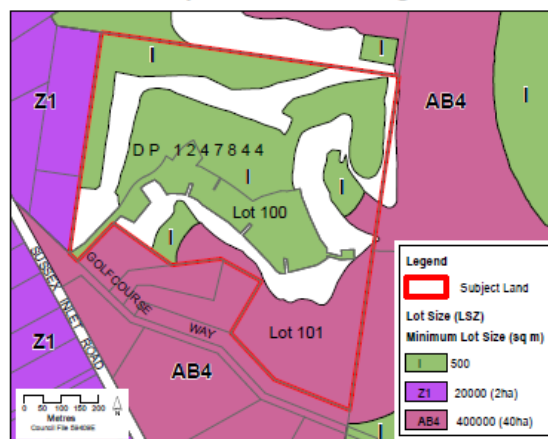 I
I
Z1
AB4
I
DP 1247844
I
I
Lot 100
I
GOLFCOURSE
WAY
SUSSEX INLET ROAD
Lot 101
Z1
AB4
I
0 50 100 150 200
Metres
Council File 58408E
N
Legend
Subject Land
Lot Size (LSZ)
Minimum Lot Size (sq m)
I 500
Z1 20000 (2ha)
AB4 400000 (40ha)